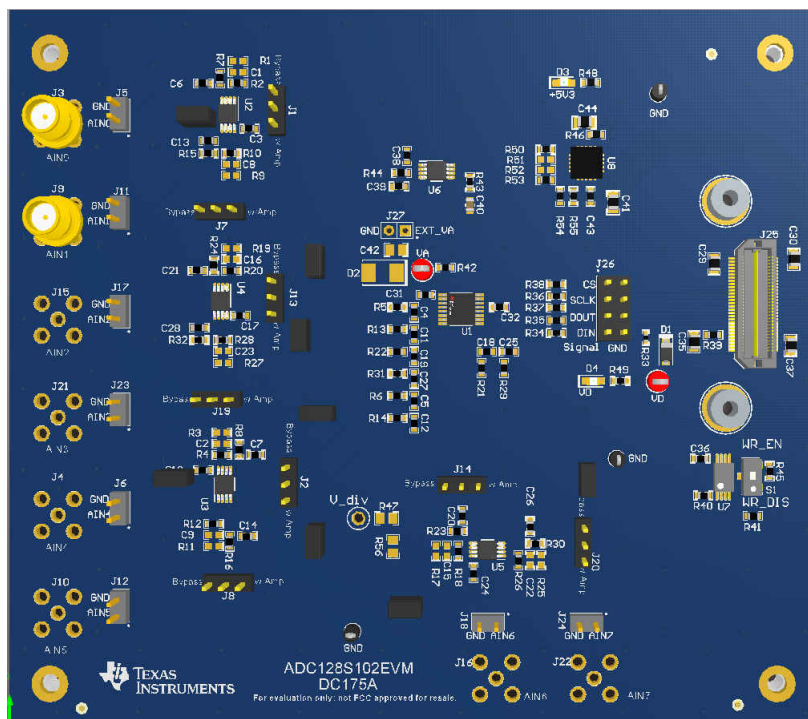 R7
R1
C1
R2
C6
U2
Bypass
J1
w Amp
J3
J5
GND
AIN0
AIN0
C13
R15
C3
R10
C8
R9
D3
+5V3
R48
GND
C44
R46
U8
R50
R51
R52
R53
R54
R55
C43
C41
C38
R44
C39
U6
R43
C40
J9
J11
GND
AIN1
AIN1
Bypass
w Amp
J7
J27
GND
EXT_VA
C42
D2
VA
R42
J25
C30
R19
R24
C16
R20
C21
U4
J13
Bypass
w Amp
C17
J15
J17
GND
AIN2
AIN2
C28
R32
R28
C23
R27
C31
R5
C4
R13
C11
R22
C19
R31
C27
R6
C5
R14
C12
U1
C32
C18
C25
R21
R29
J26
R38
R36
R37
R35
R34
CS
SCLK
DOUT
DIN
Signal
GND
R33
D1
C35
R39
C37
D4
VD
R49
VD
J21
J23
GND
AIN3
AIN3
Bypass
w Amp
J19
R3
R8
C2
R4
C7
U3
J2
Bypass
w Amp
J4
J6
GND
AIN4
AIN4
R12
C9
R11
R16
C14
Bypass
w Amp
J8
V_div
R47
R56
J14
Bypass
w Amp
GND
C20
R23
R17
C15
R18
C24
U5
C26
R30
R26
C22
R25
J20
w Amp
C36
WR_EN
R45
S1
U7
R40
WR_DIS
R41
J10
J12
GND
AIN5
AIN5
GND
J18
GND AIN6
J24
GND AIN7
J16
AIN6
J22
AIN7
TEXAS
INSTRUMENTS
ADC128S102EVM
DC175A
For evaluation only; not FCC approved for resale.